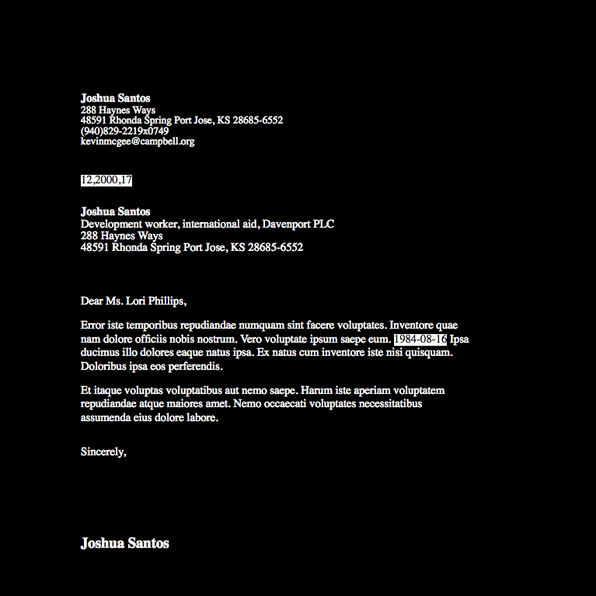 Joshua Santos
288 Haynes Ways
48591 Rhonda Spring Port Jose, KS 28685-6552
(940)829-2219x0749
kevinmcgee@campbell.org
12,2000,17
Joshua Santos
Development worker, international aid, Davenport PLC
288 Haynes Ways
48591 Rhonda Spring Port Jose, KS 28685-6552
Dear Ms. Lori Phillips,
Error iste temporibus repudiandae numquam sint facere voluptates. Inventore quae
nam dolore officiis nobis nostrum. Vero voluptate ipsum saepe eum. 1984-08-16 Ipsa
ducimus illo dolores eaque natus ipsa. Ex natus cum inventore iste nisi quisquam.
Doloribus ipsa eos perferendis.
Et itaque voluptas voluptatibus aut nemo saepe. Harum iste aperiam voluptatem
repudiandae atque maiores amet. Nemo occaecati voluptates necessitatibus
assumenda eius dolore labore.
Sincerely,
Joshua Santos